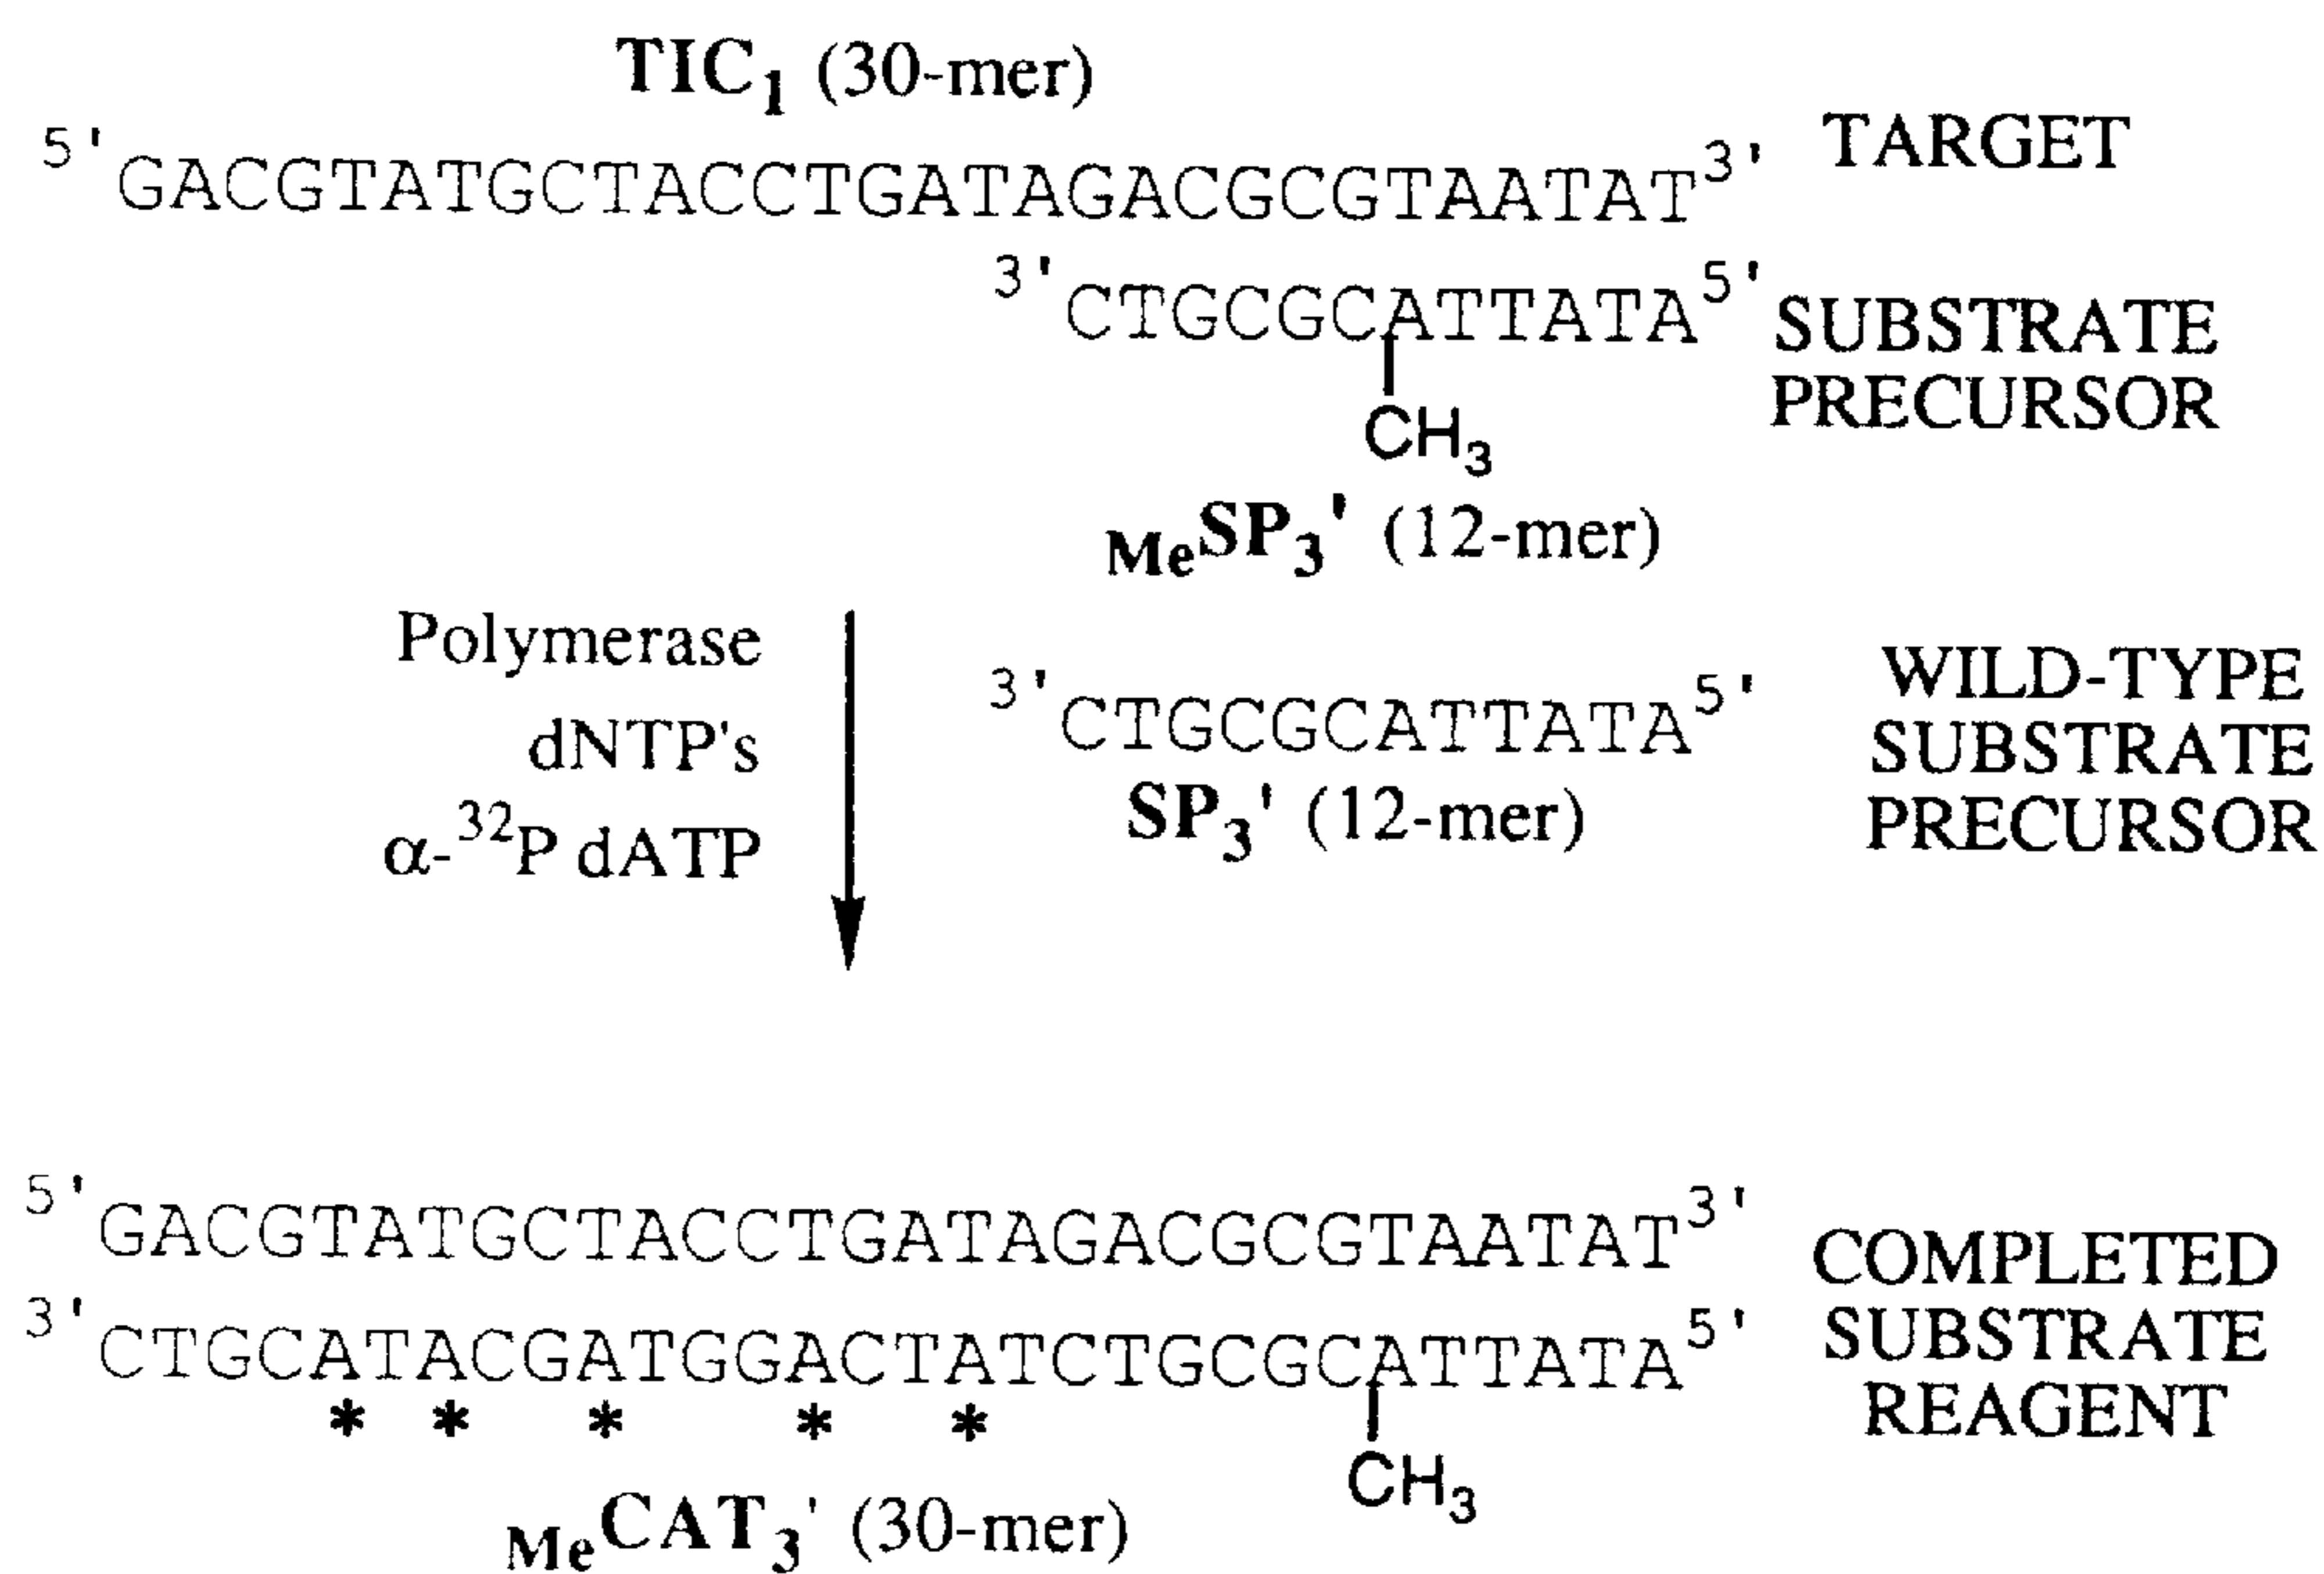 TIC₁ (30-mer)
5'GACGTATGCTACCTGATAGACGCGTAATAT3' TARGET
3'CTGCGCATTATA5' SUBSTRATE
PRECURSOR
CH₃
MeSP₃' (12-mer)
Polymerase
dNTP's
α-³²P dATP
3'CTGCGCATTATA5'
SP₃' (12-mer)
WILD-TYPE
SUBSTRATE
PRECURSOR
5'GACGTATGCTACCTGATAGACGCGTAATAT3'
3'CTGCATACGATGGACTATCTGCGCATTATA5'
* * * * *
CH₃
MeCAT₃' (30-mer)
COMPLETED
SUBSTRATE
REAGENT